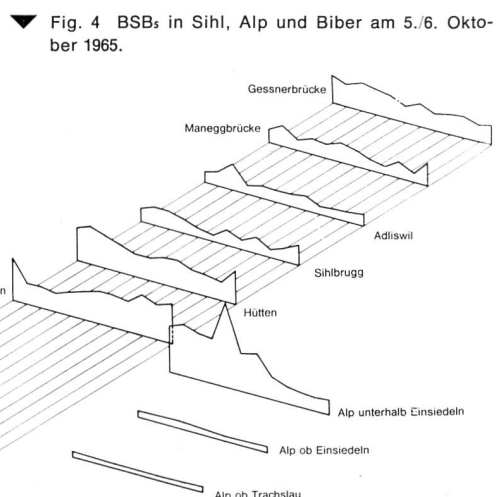 Fig. 4 BSB₅ in Sihl, Alp und Biber am 5./6. Okto-
ber 1965.
Gessnerbrücke
Maneggbrücke
Adliswil
Sihlbrugg
n
Hütten
Alp unterhalb Einsiedeln
Alp ob Einsiedeln
Alp ob Trachslau